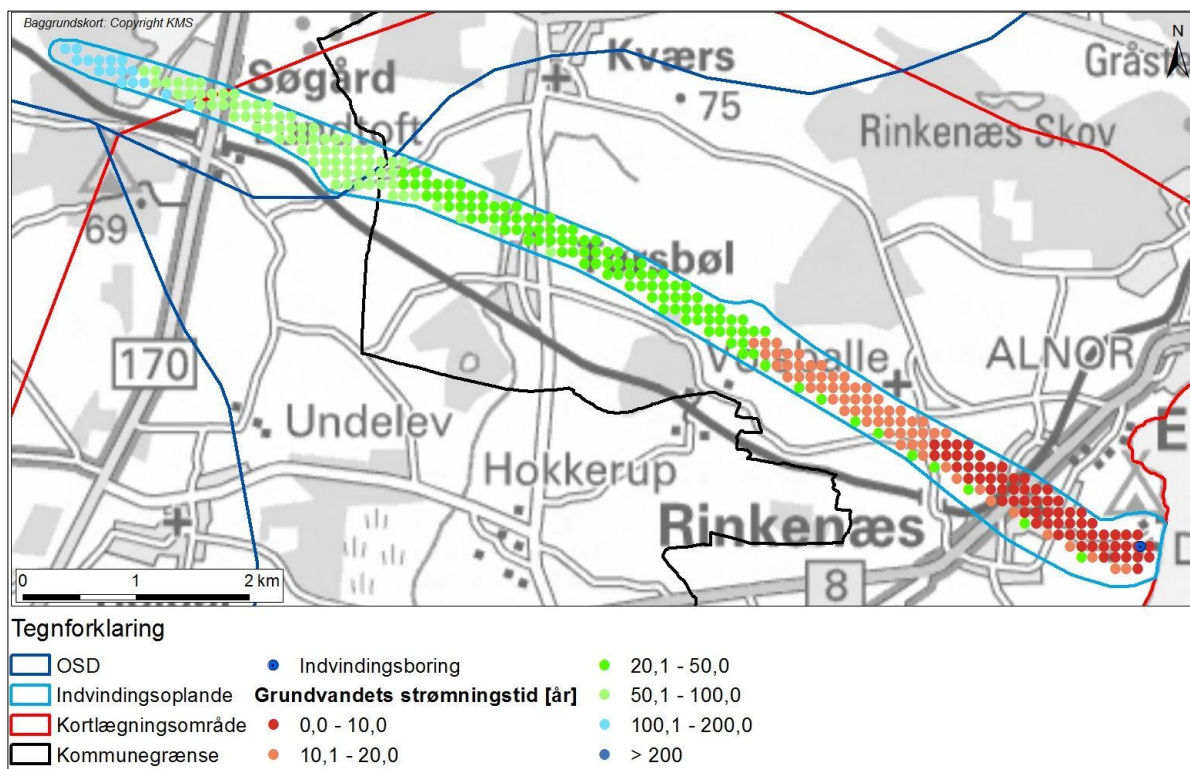 Baggrundskort: Copyright KMS
N
Søgård
Kværs
75
Rinkenæs Skov
69
170
Undelev
ALNOR
Hokkerup
Rinkenæs
8
0 1 2 km
Tegnforklaring
OSD
Indvindingsoplande
Kortlægningsområde
Kommunegrænse
Indvindingsboring
Grundvandets strømningstid [år]
0,0 - 10,0
10,1 - 20,0
20,1 - 50,0
50,1 - 100,0
100,1 - 200,0
> 200